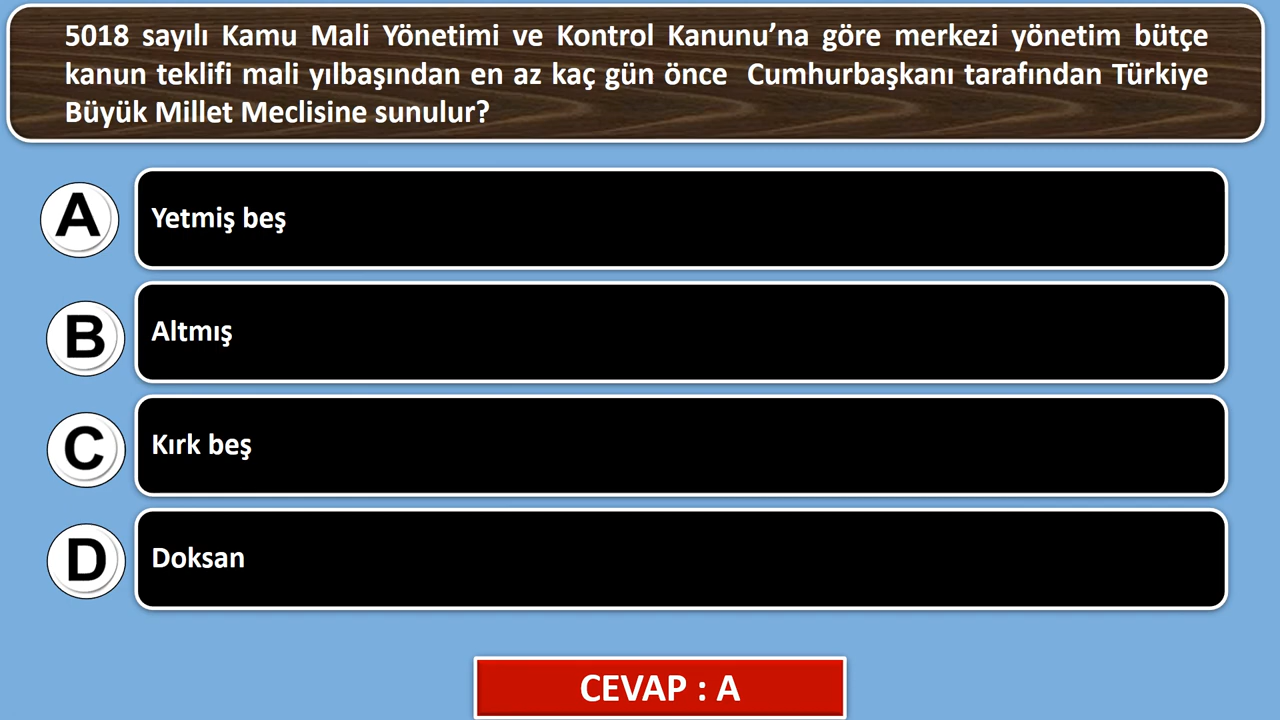 5018 sayılı Kamu Mali Yönetimi ve Kontrol Kanunu’na göre merkezi yönetim bütçe
kanun teklifi mali yılbaşından en az kaç gün önce  Cumhurbaşkanı tarafından Türkiye
Büyük Millet Meclisine sunulur?
A Yetmiş beş
B Altmış
C Kırk beş
D Doksan
CEVAP : A